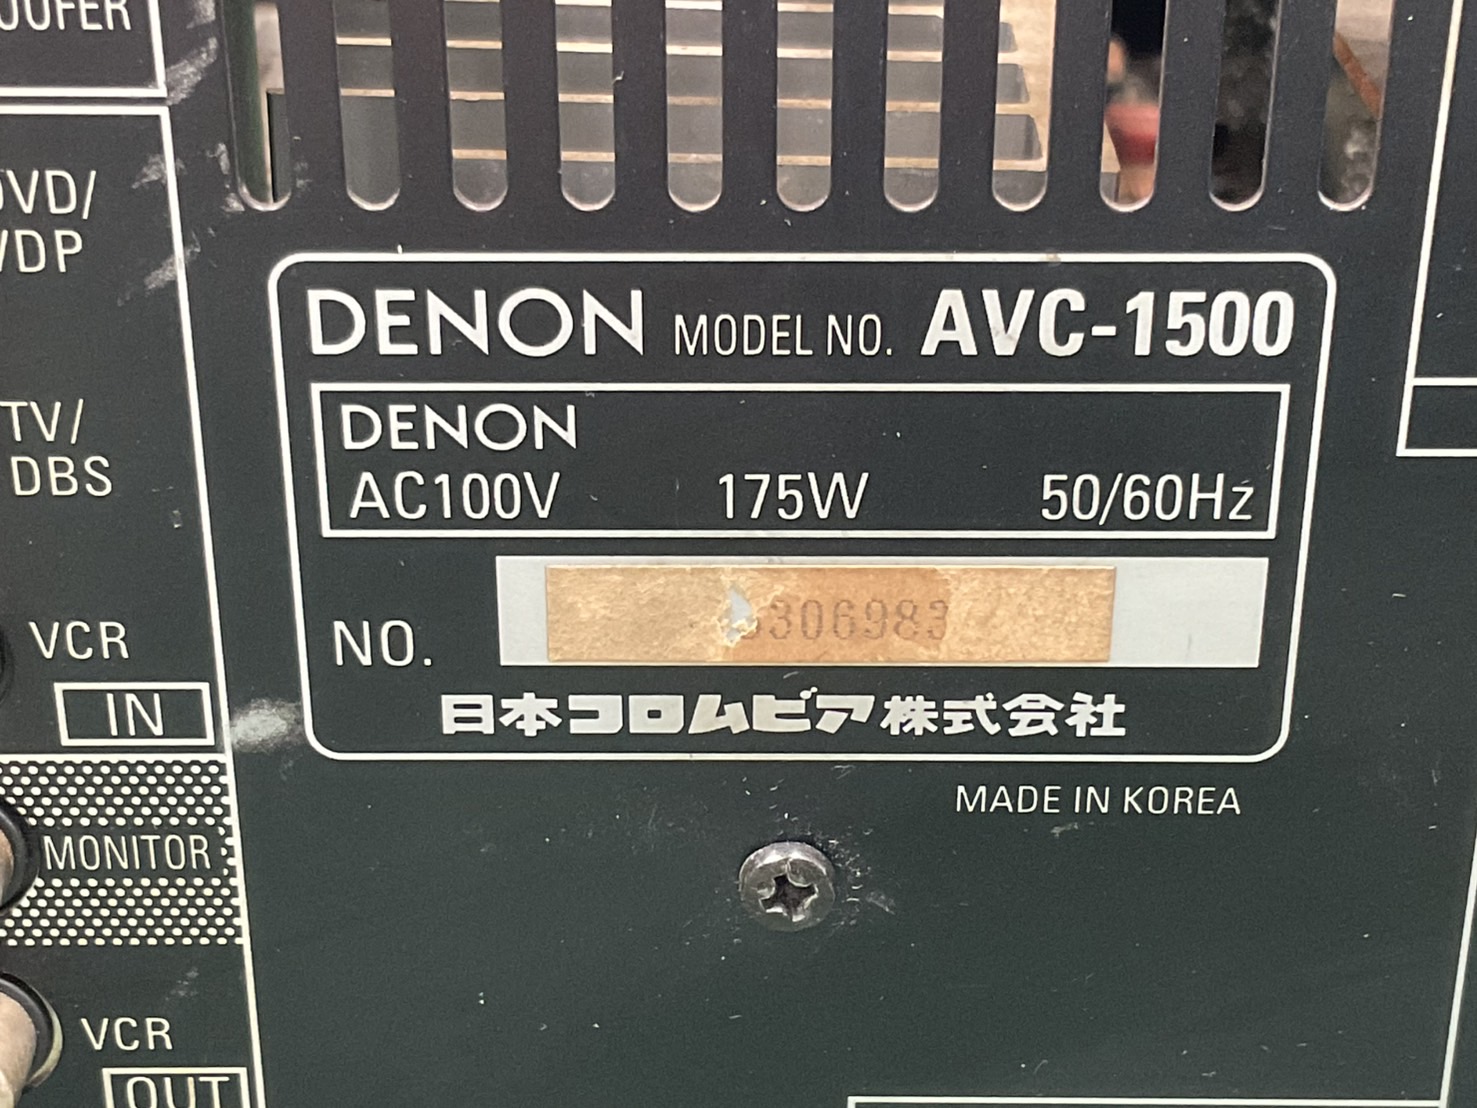 DENON MODEL NO. AVC-1500
DENON
AC100V 175W 50/60Hz
NO. 306983
日本コロムビア株式会社
MADE IN KOREA
DVD/
VDP
TV/
DBS
VCR
IN
MONITOR
VCR
OUT